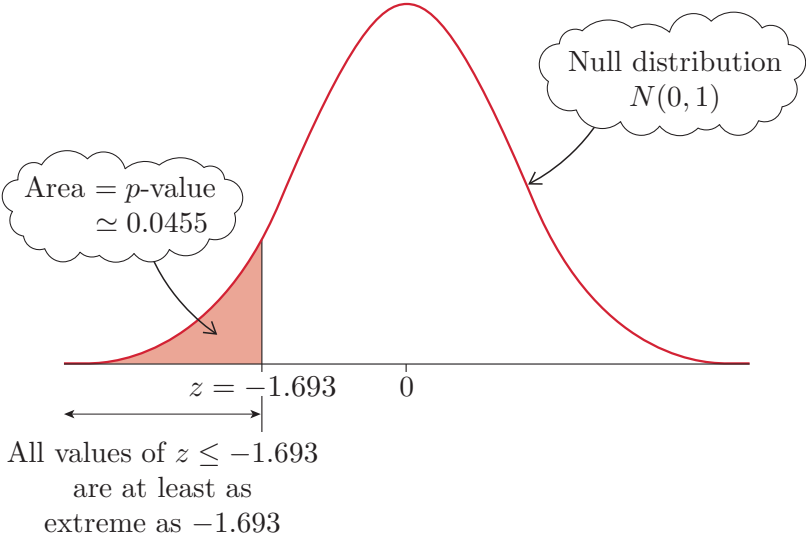 Null distribution
N(0, 1)
Area = p-value
≃ 0.0455
z = −1.693
0
All values of z ≤ −1.693
are at least as
extreme as −1.693